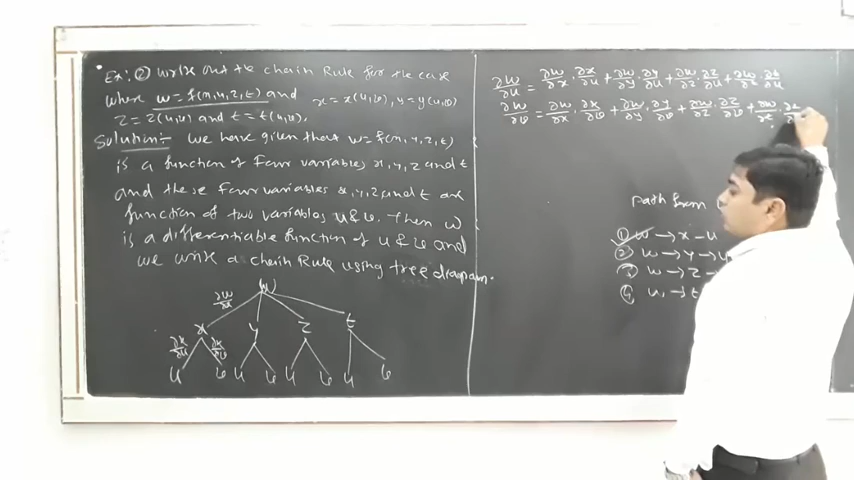 • Ex: ② Write out the chain Rule for the case
where w = f(x, y, z, t) and x = x(u, v), y = y(u, v)
z = z(u, v) and t = t(u, v).
Solution:- We have given that w = f(x, y, z, t)
is a function of Four variables x, y, z and t
and these Four variables x, y, z and t are
function of two variables u & v. Then w
is a differentiable function of u & v and
we write a chain Rule using tree diagram.
w
∂w/∂x
x y z t
∂x/∂u ∂x/∂v
u v u v u v u v
∂w/∂u = ∂w/∂x · ∂x/∂u + ∂w/∂y · ∂y/∂u + ∂w/∂z · ∂z/∂u + ∂w/∂t · ∂t/∂u
∂w/∂v = ∂w/∂x · ∂x/∂v + ∂w/∂y · ∂y/∂v + ∂w/∂z · ∂z/∂v + ∂w/∂t ·
path from
① w → x – u
② w → y → u
③ w → z –
④ w → t